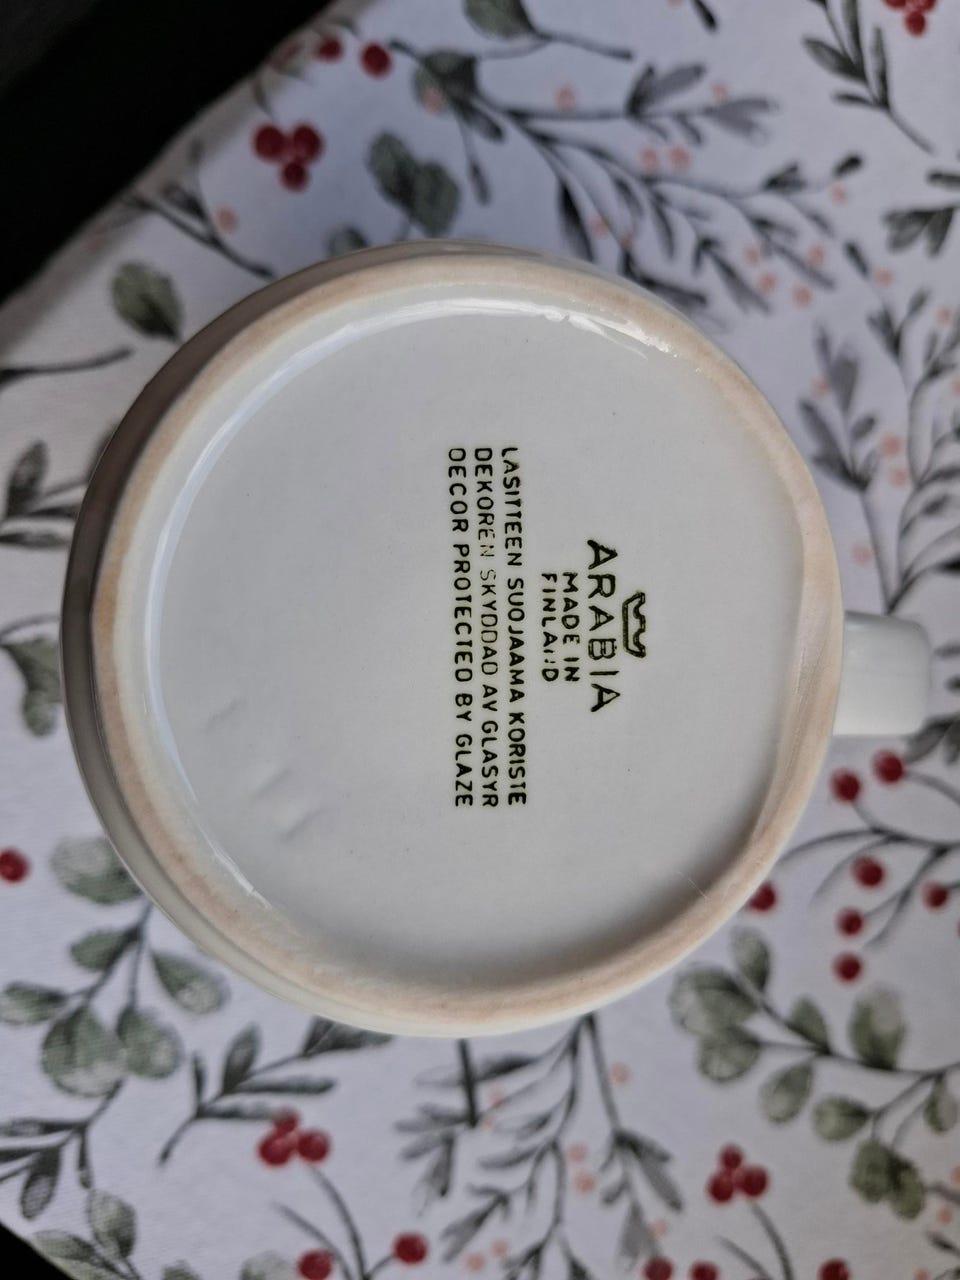 ARABIA
MADE IN
FINLAND
LASITTEEN SUOJAAMA KORISTE
DEKOREN SKYDDAD AV GLASYR
DECOR PROTECTED BY GLAZE